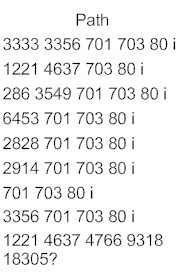 Path
3333 3356 701 703 80 i
1221 4637 703 80 i
286 3549 701 703 80 i
6453 701 703 80 i
2828 701 703 80 i
2914 701 703 80 i
701 703 80 i
3356 701 703 80 i
1221 4637 4766 9318
18305?